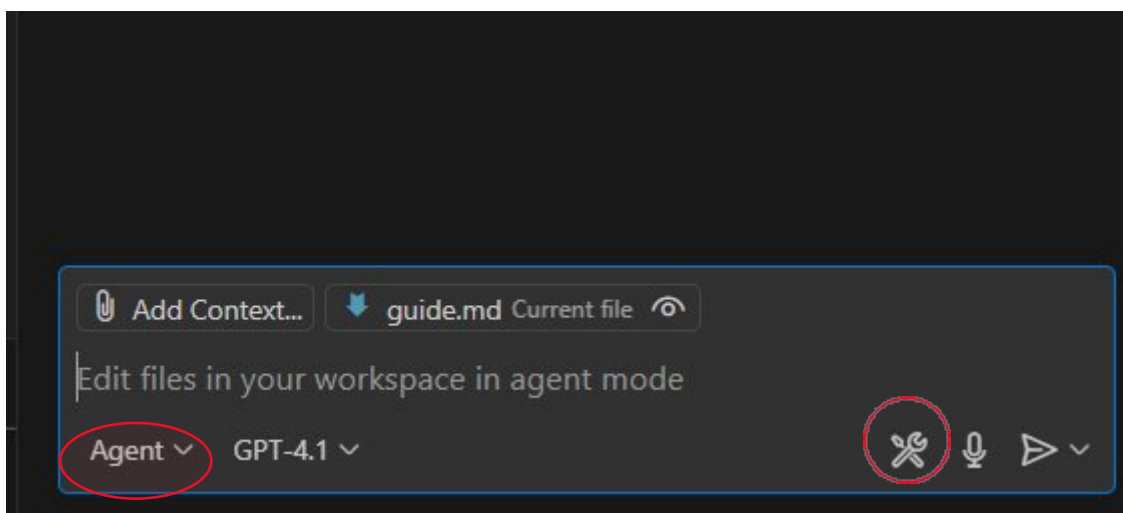 Add Context... guide.md Current file
Edit files in your workspace in agent mode
Agent GPT-4.1